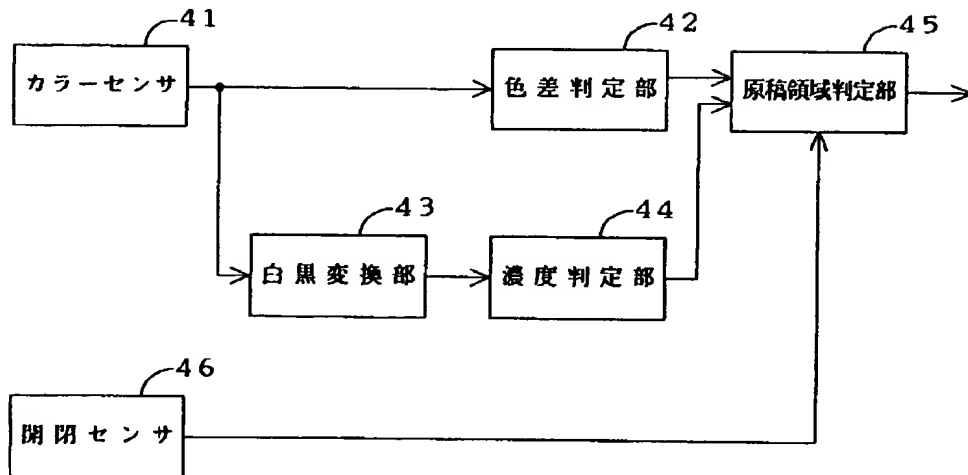 41
カラーセンサ
42
色差判定部
45
原稿領域判定部
43
白黒変換部
44
濃度判定部
46
開閉センサ